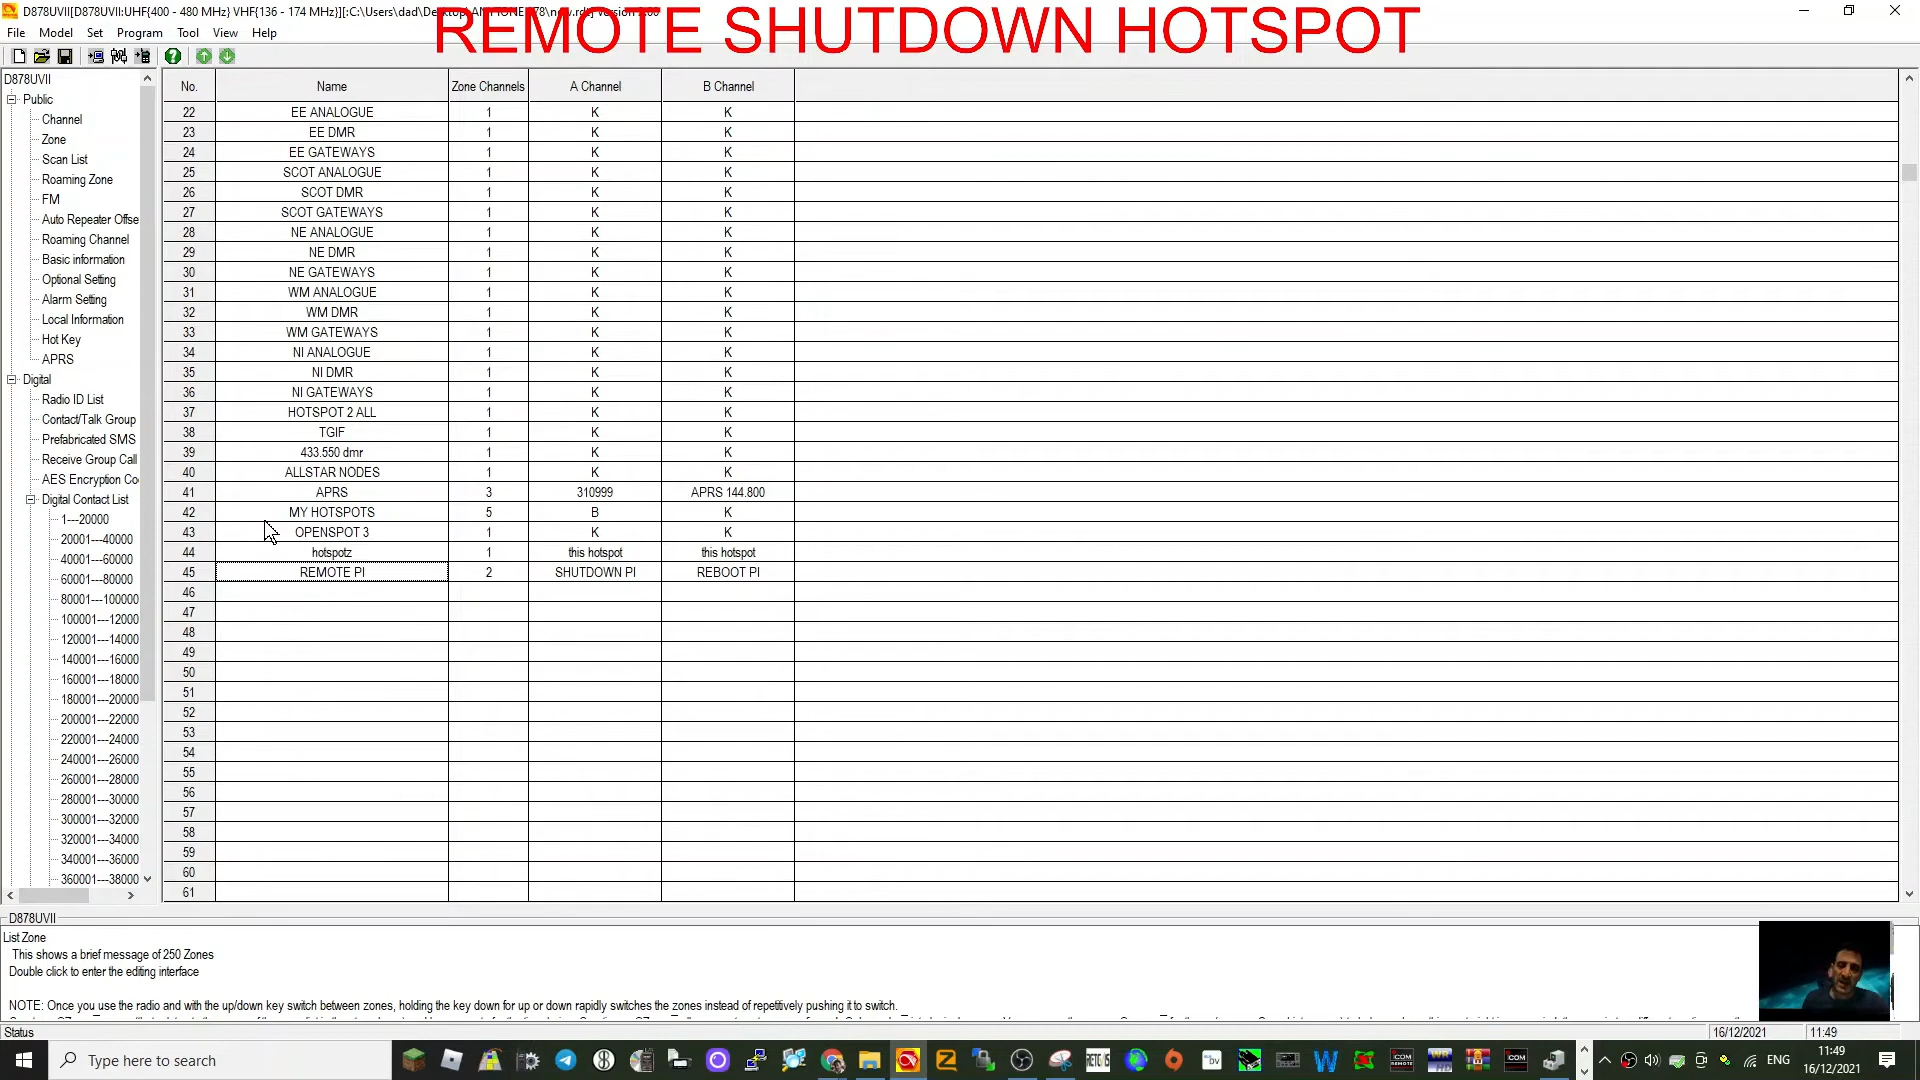 D878UVII[D878UVII:UHF{400 - 480 MHz} VHF{136 - 174 MHz}][:C:\Users\dad\Desktop\
REMOTE SHUTDOWN HOTSPOT
File Model Set Program Tool View Help
D878UVII
Public
Channel
Zone
Scan List
Roaming Zone
FM
Auto Repeater Offse
Roaming Channel
Basic information
Optional Setting
Alarm Setting
Local Information
Hot Key
APRS
Digital
Radio ID List
Contact/Talk Group
Prefabricated SMS
Receive Group Call
AES Encryption Co
Digital Contact List
1---20000
20001---40000
40001---60000
60001---80000
80001---100000
100001---12000
120001---14000
140001---16000
160001---18000
180001---20000
200001---22000
220001---24000
240001---26000
260001---28000
280001---30000
300001---32000
320001---34000
340001---36000
360001---38000
No. Name Zone Channels A Channel B Channel
22 EE ANALOGUE 1 K K
23 EE DMR 1 K K
24 EE GATEWAYS 1 K K
25 SCOT ANALOGUE 1 K K
26 SCOT DMR 1 K K
27 SCOT GATEWAYS 1 K K
28 NE ANALOGUE 1 K K
29 NE DMR 1 K K
30 NE GATEWAYS 1 K K
31 WM ANALOGUE 1 K K
32 WM DMR 1 K K
33 WM GATEWAYS 1 K K
34 NI ANALOGUE 1 K K
35 NI DMR 1 K K
36 NI GATEWAYS 1 K K
37 HOTSPOT 2 ALL 1 K K
38 TGIF 1 K K
39 433.550 dmr 1 K K
40 ALLSTAR NODES 1 K K
41 APRS 3 310999 APRS 144.800
42 MY HOTSPOTS 5 B K
43 OPENSPOT 3 1 K K
44 hotspotz 1 this hotspot this hotspot
45 REMOTE PI 2 SHUTDOWN PI REBOOT PI
46
47
48
49
50
51
52
53
54
55
56
57
58
59
60
61
D878UVII
List Zone
This shows a brief message of 250 Zones
Double click to enter the editing interface
NOTE: Once you use the radio and with the up/down key switch between zones, holding the key down for up or down rapidly switches the zones instead of repetitively pushing it to switch.
Status 16/12/2021 11:49
Type here to search
ENG
11:49
16/12/2021